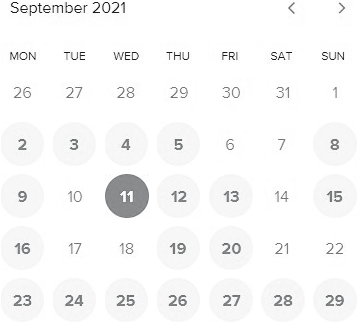 September 2021
MON TUE WED THU FRI SAT SUN
26 27 28 29 30 31 1
2 3 4 5 6 7 8
9 10 11 12 13 14 15
16 17 18 19 20 21 22
23 24 25 26 27 28 29